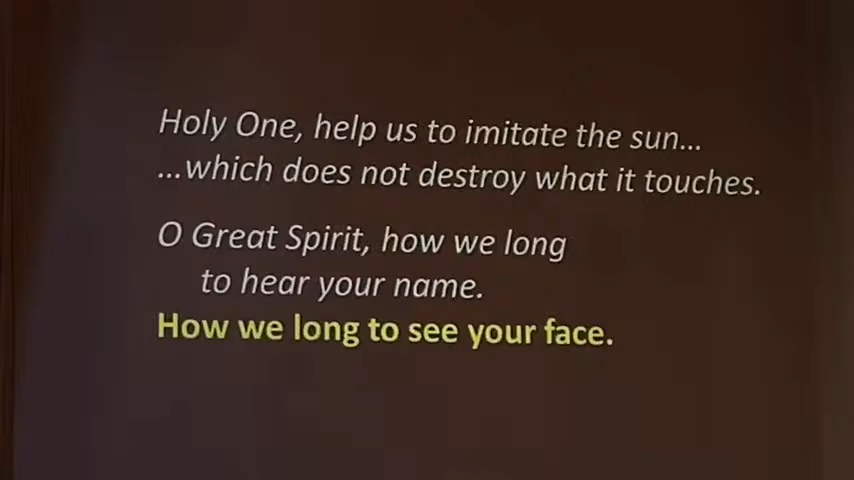 Holy One, help us to imitate the sun...
...which does not destroy what it touches.
O Great Spirit, how we long
to hear your name.
How we long to see your face.